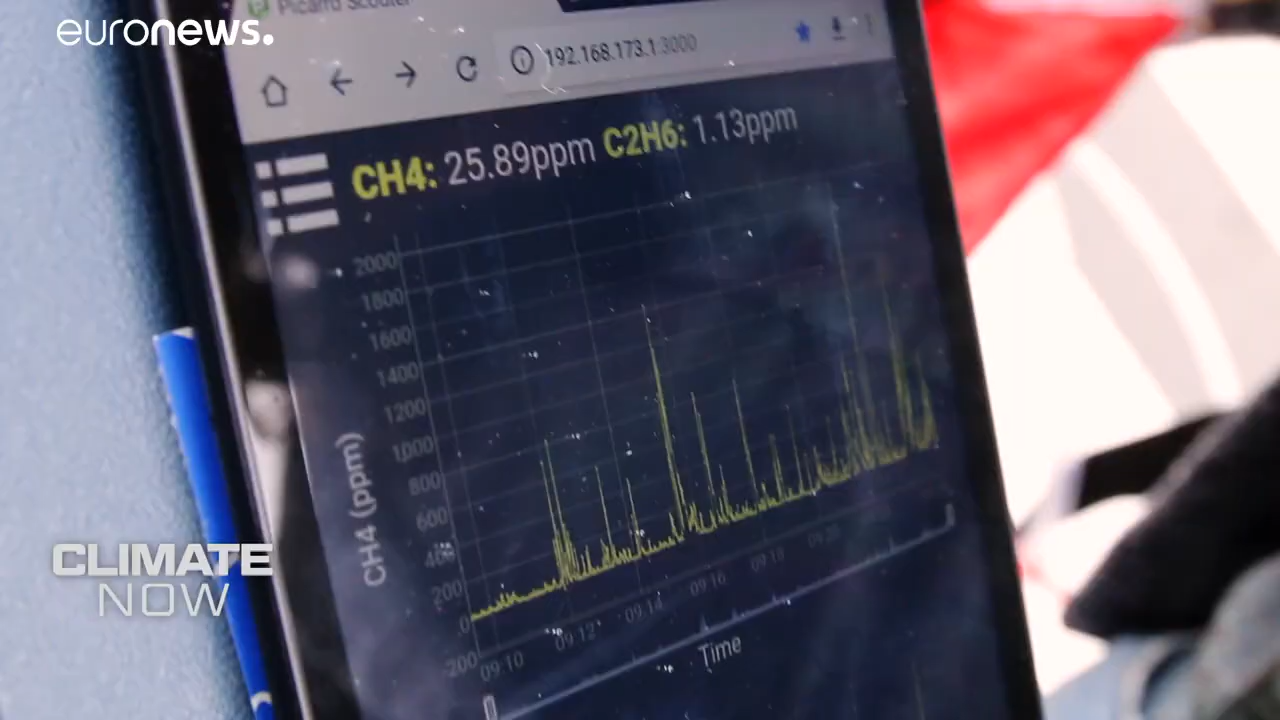 euronews.
Picarro Scouter
192.168.173.1:3000
CH4: 25.89ppm C2H6: 1.13ppm
2000
1800
1600
1400
1200
1000
800
600
400
200
0
-200
CH4 (ppm)
09:10
09:12
09:14
09:16
09:18
09:20
Time
CLIMATE
NOW